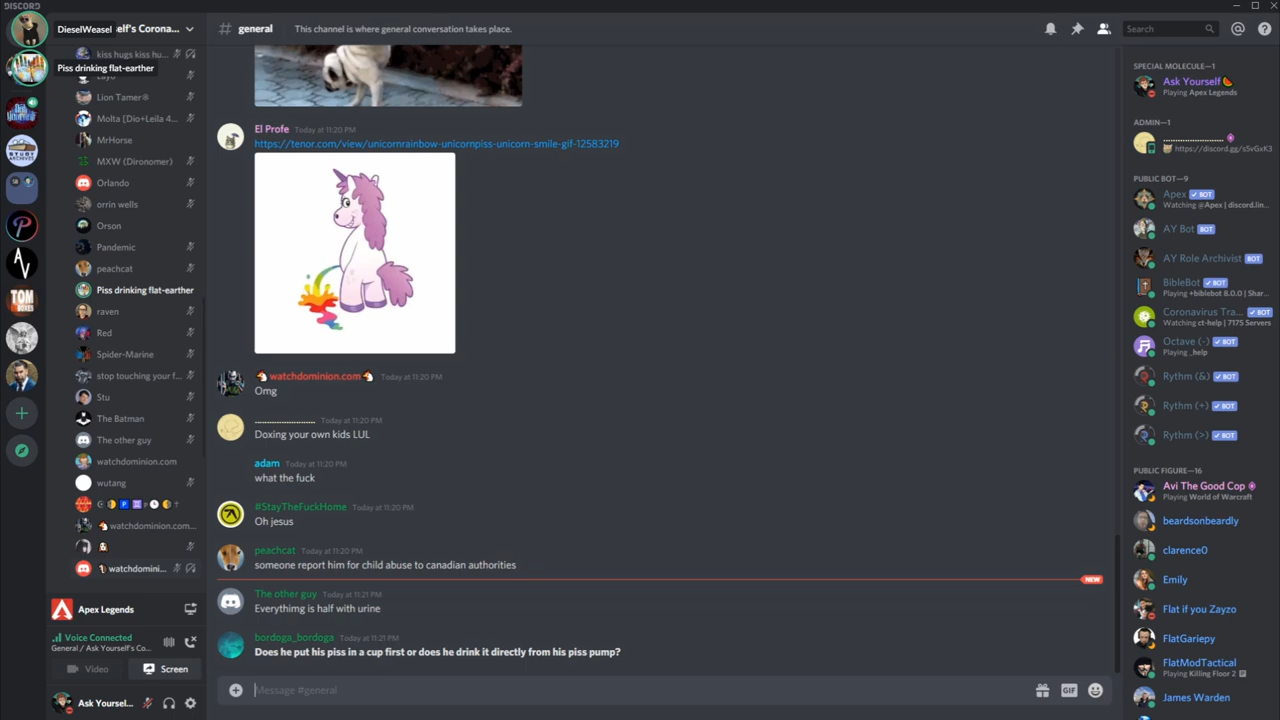 DISCORD
DieselWeasel
elf's Corona...
# general
This channel is where general conversation takes place.
Search
kiss hugs kiss hu...
Piss drinking flat-earther
Layo
Lion Tamer®
Molta [Dio+Leila 4...
MrHorse
MXW (Dironomer)
Orlando
orrin wells
Orson
Pandemic
peachcat
Piss drinking flat-earther
raven
Red
Spider-Marine
stop touching your f...
Stu
The Batman
The other guy
watchdominion.com
wutang
watchdominion.com...
watchdomini...
STUDY
ARCHIVES
AV
TOM
BOXES
Apex Legends
Voice Connected
General / Ask Yourself's Co...
Video
Screen
Ask Yoursel...
El Profe Today at 11:20 PM
https://tenor.com/view/unicornrainbow-unicornpiss-unicorn-smile-gif-12583219
watchdominion.com Today at 11:20 PM
Omg
........................ Today at 11:20 PM
Doxing your own kids LUL
adam Today at 11:20 PM
what the fuck
#StayTheFuckHome Today at 11:20 PM
Oh jesus
peachcat Today at 11:20 PM
someone report him for child abuse to canadian authorities
NEW
The other guy Today at 11:21 PM
Everythimg is half with urine
bordoga_bordoga Today at 11:21 PM
Does he put his piss in a cup first or does he drink it directly from his piss pump?
Message #general
GIF
SPECIAL MOLECULE—1
Ask Yourself
Playing Apex Legends
ADMIN—1
........................
https://discord.gg/s5vGxK3
PUBLIC BOT—9
Apex BOT
Watching @Apex | discord.lin...
AY Bot BOT
AY Role Archivist BOT
BibleBot BOT
Playing +biblebot 8.0.0 | Shar...
Coronavirus Tra... BOT
Watching ct-help | 7175 Servers
Octave (-) BOT
Playing _help
Rythm (&) BOT
Rythm (+) BOT
Rythm (>) BOT
PUBLIC FIGURE—16
Avi The Good Cop
Playing World of Warcraft
beardsonbeardly
clarence0
Emily
Flat if you Zayzo
FlatGariepy
FlatModTactical
Playing Killing Floor 2
James Warden